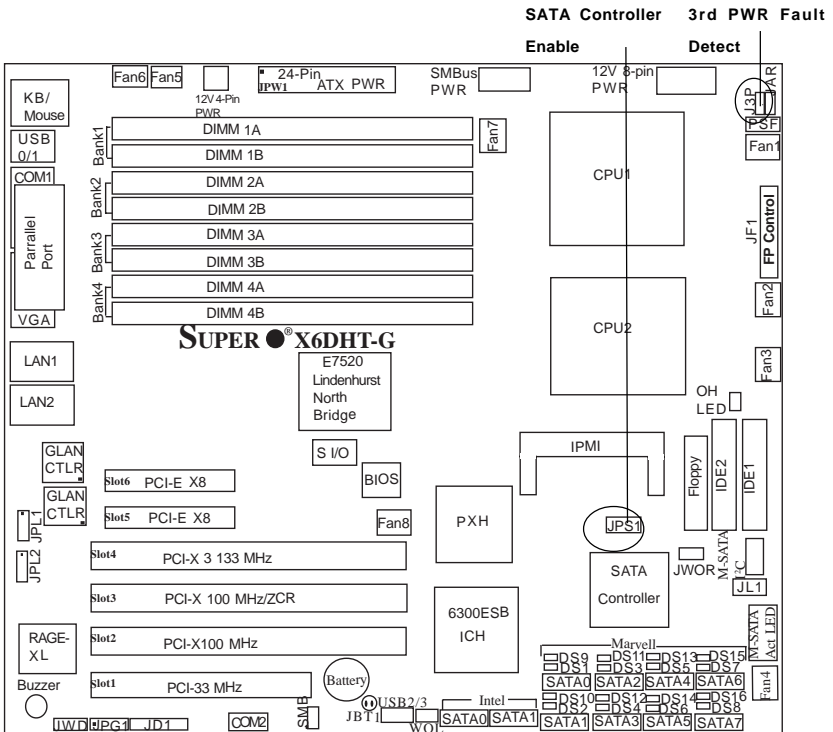 SATA Controller
Enable
3rd PWR Fault
Detect
KB/
Mouse
Fan6
Fan5
12V 4-Pin
PWR
24-Pin
JPW1
ATX PWR
SMBus
PWR
12V 8-pin
PWR
J3P
JAR
PSF
Fan1
USB
0/1
COM1
Parrallel
Port
VGA
Bank1
Bank2
Bank3
Bank4
DIMM 1A
DIMM 1B
DIMM 2A
DIMM 2B
DIMM 3A
DIMM 3B
DIMM 4A
DIMM 4B
Fan7
CPU1
JF1
FP Control
Fan2
SUPER ●® X6DHT-G
CPU2
Fan3
LAN1
LAN2
E7520
Lindenhurst
North
Bridge
OH
LED
S I/O
BIOS
IPMI
Floppy
IDE2
IDE1
GLAN
CTLR
GLAN
CTLR
Slot6 PCI-E X8
Slot5 PCI-E X8
Fan8
PXH
JPS1
JPL1
JPL2
Slot4 PCI-X 3 133 MHz
Slot3 PCI-X 100 MHz/ZCR
Slot2 PCI-X100 MHz
Slot1 PCI-33 MHz
SATA
Controller
JWOR
M-SATA
I²C
JL1
6300ESB
ICH
M-SATA
Act LED
Fan4
RAGE-
XL
Buzzer
Battery
Marvell
DS9 DS11 DS13 DS15
DS1 DS3 DS5 DS7
SATA0 SATA2 SATA4 SATA6
DS10 DS12 DS14 DS16
DS2 DS4 DS6 DS8
SATA1 SATA3 SATA5 SATA7
Intel
SATA0 SATA1
USB2/3
JBT1
WOL
SMB
COM2
JWD JPG1 JD1